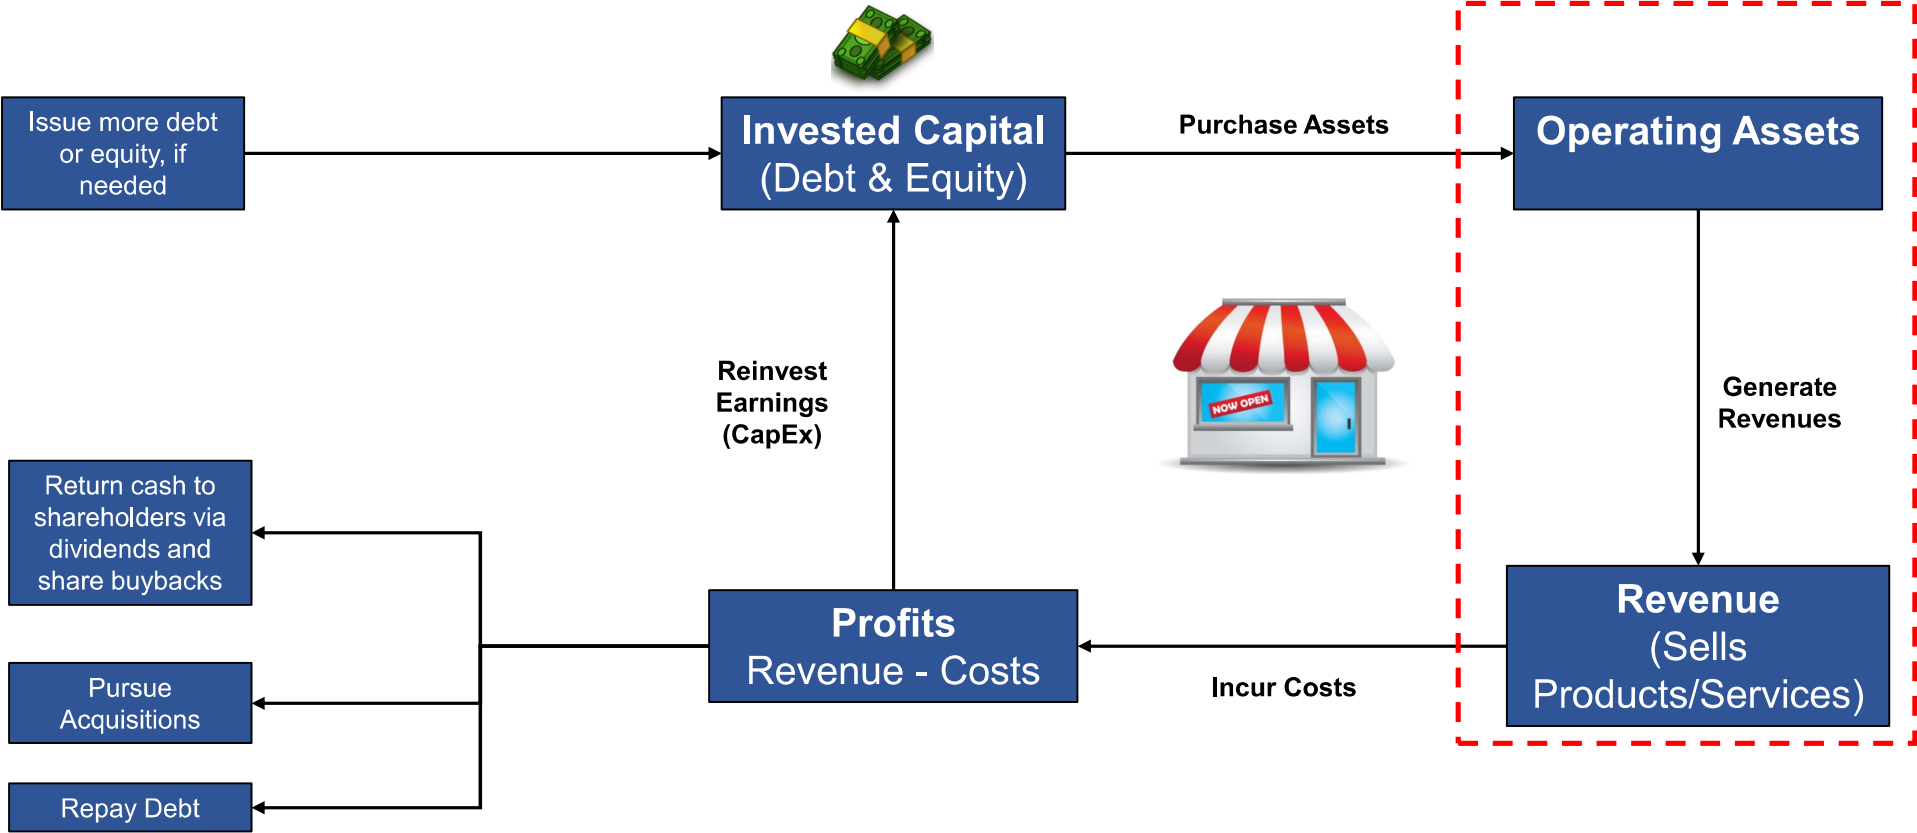 Issue more debt
or equity, if
needed
Invested Capital
(Debt & Equity)
Purchase Assets
Operating Assets
Reinvest
Earnings
(CapEx)
NOW OPEN
Generate
Revenues
Return cash to
shareholders via
dividends and
share buybacks
Profits
Revenue - Costs
Incur Costs
Revenue
(Sells
Products/Services)
Pursue
Acquisitions
Repay Debt